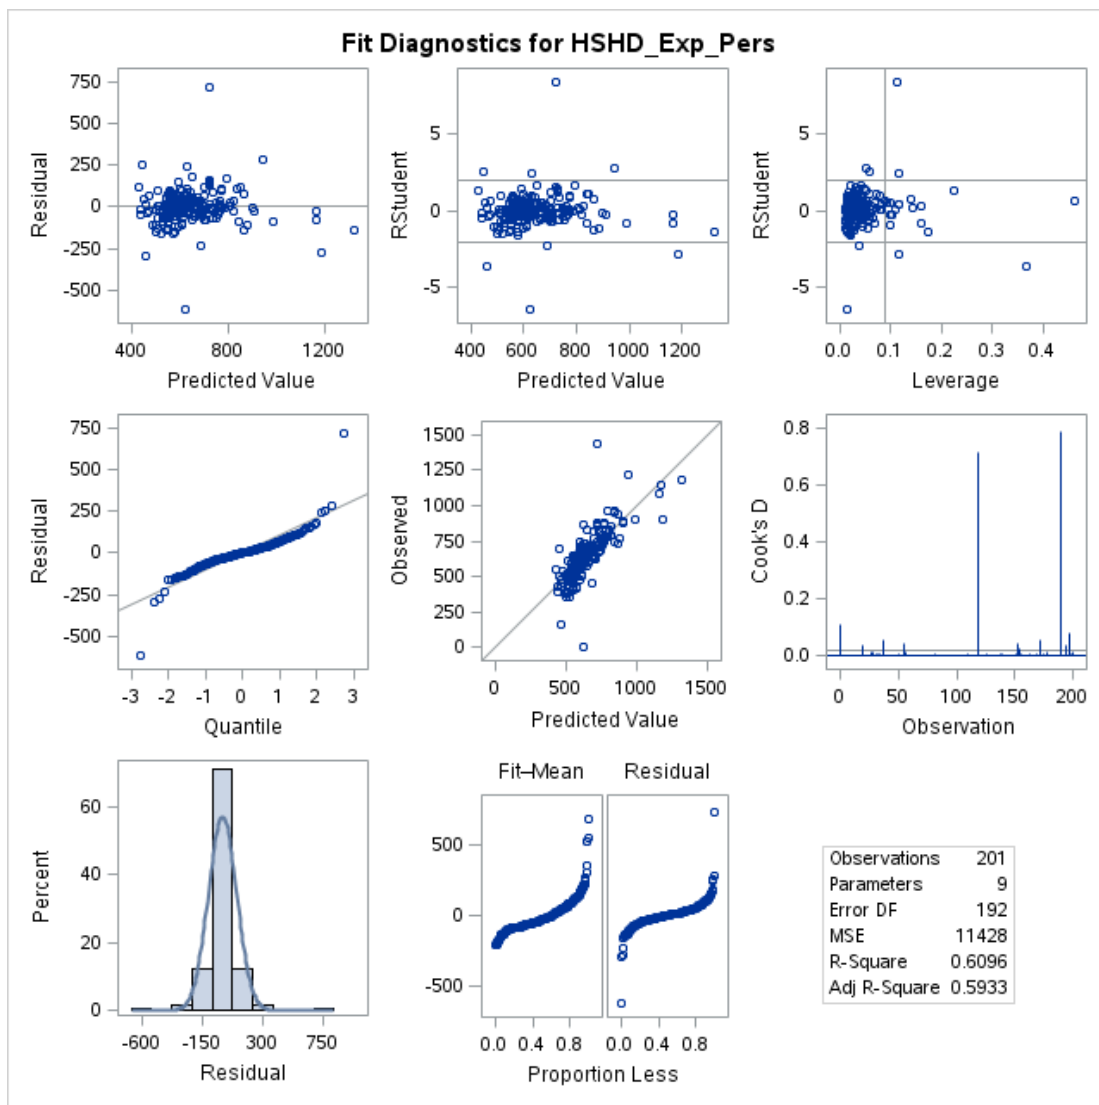 Fit Diagnostics for HSHD_Exp_Pers
750
500
250
0
-250
-500
Residual
400 600 800 1200
Predicted Value
5
0
-5
RStudent
400 600 800 1000 1200
Predicted Value
5
0
-5
RStudent
0.0 0.1 0.2 0.3 0.4
Leverage
750
500
250
0
-250
-500
Residual
-3 -2 -1 0 1 2 3
Quantile
1500
1250
1000
750
500
250
0
Observed
0 500 1000 1500
Predicted Value
0.8
0.6
0.4
0.2
0.0
Cook's D
0 50 100 150 200
Observation
60
40
20
0
Percent
-600 -150 300 750
Residual
Fit–Mean Residual
500
0
-500
0.0 0.4 0.8 0.0 0.4 0.8
Proportion Less
Observations 201
Parameters 9
Error DF 192
MSE 11428
R-Square 0.6096
Adj R-Square 0.5933